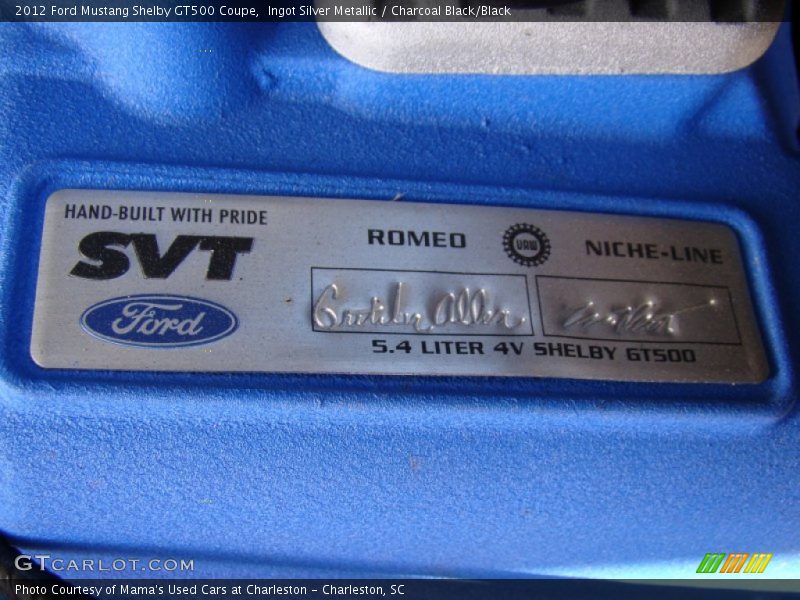 2012 Ford Mustang Shelby GT500 Coupe,  Ingot Silver Metallic / Charcoal Black/Black
HAND-BUILT WITH PRIDE
SVT
Ford
ROMEO
UAW
NICHE-LINE
Allen
5.4 LITER 4V SHELBY GT500
GTCARLOT.COM
Photo Courtesy of Mama's Used Cars at Charleston - Charleston, SC